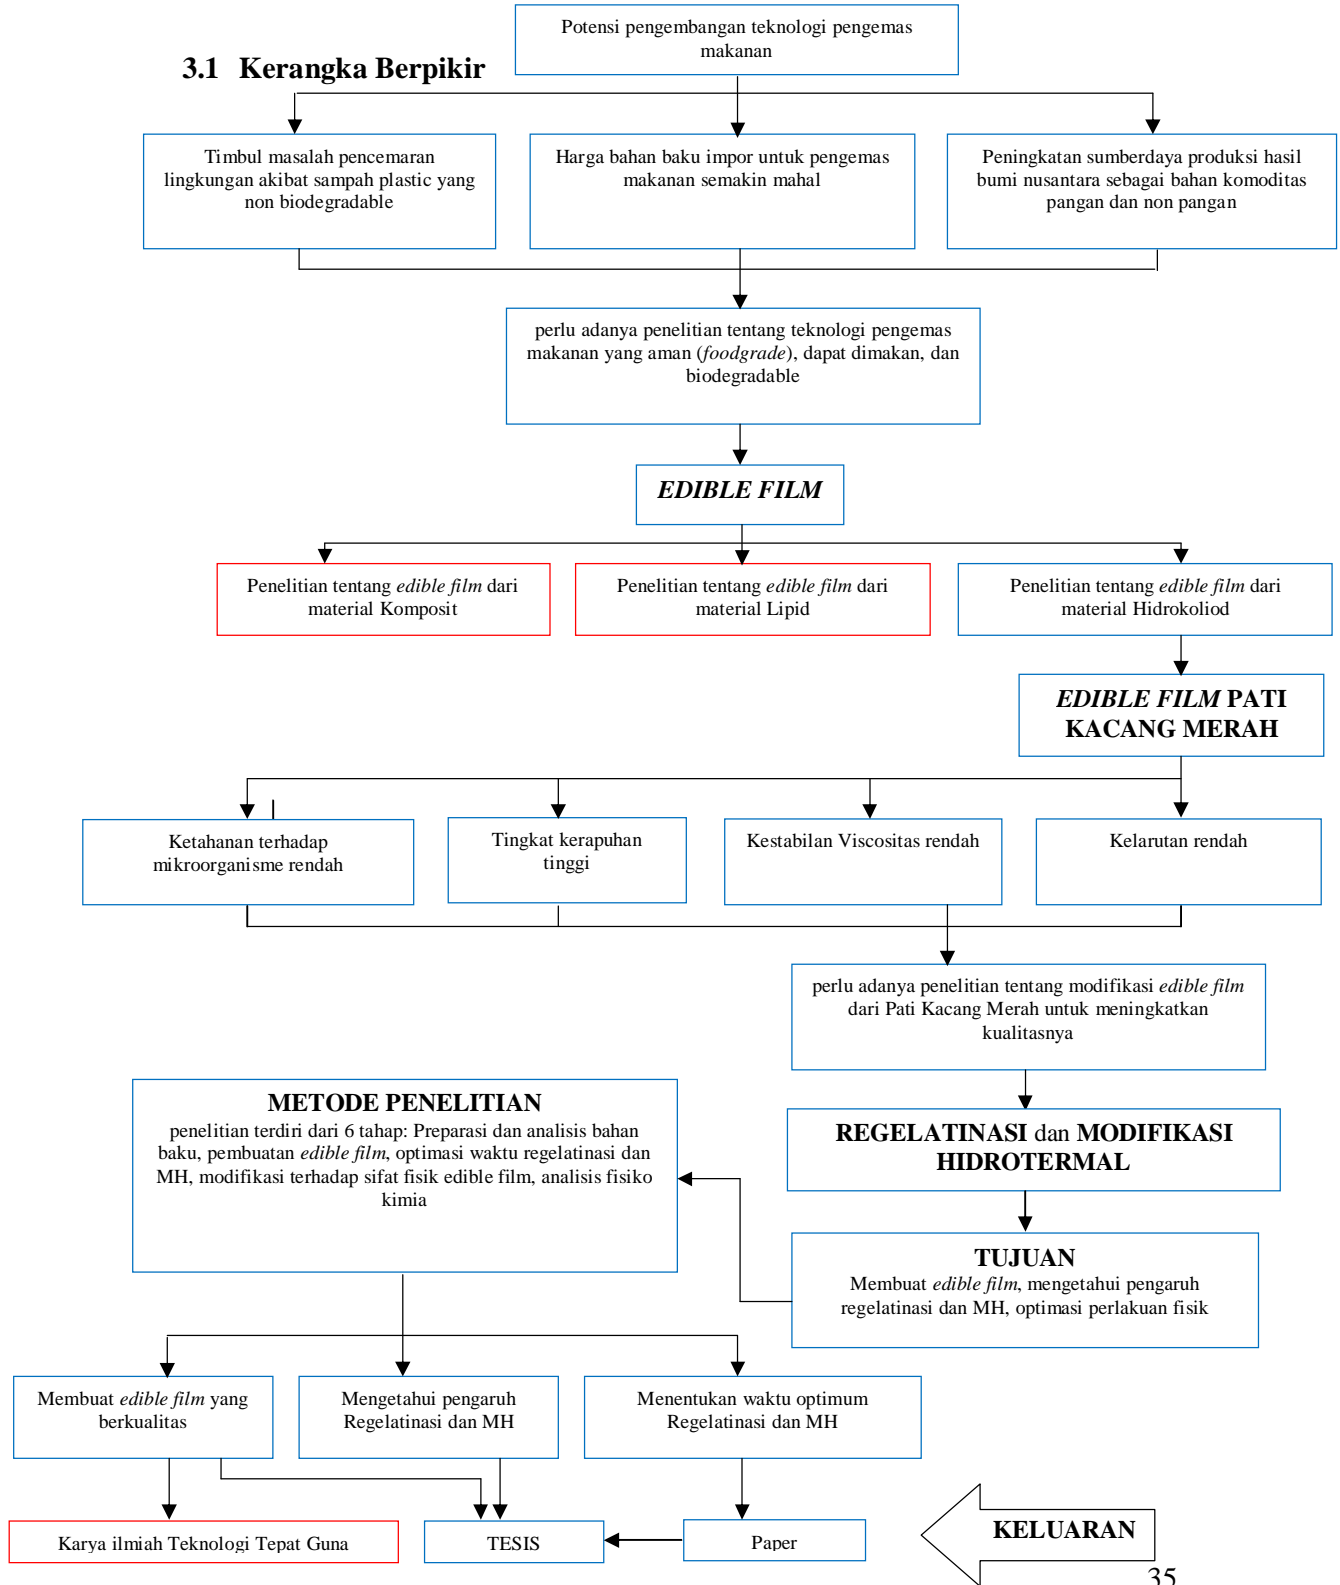 Potensi pengembangan teknologi pengemas
makanan
3.1 Kerangka Berpikir
Timbul masalah pencemaran
lingkungan akibat sampah plastic yang
non biodegradable
Harga bahan baku impor untuk pengemas
makanan semakin mahal
Peningkatan sumberdaya produksi hasil
bumi nusantara sebagai bahan komoditas
pangan dan non pangan
perlu adanya penelitian tentang teknologi pengemas
makanan yang aman (foodgrade), dapat dimakan, dan
biodegradable
EDIBLE FILM
Penelitian tentang edible film dari
material Komposit
Penelitian tentang edible film dari
material Lipid
Penelitian tentang edible film dari
material Hidrokoliod
EDIBLE FILM PATI
KACANG MERAH
Ketahanan terhadap
mikroorganisme rendah
Tingkat kerapuhan
tinggi
Kestabilan Viscositas rendah
Kelarutan rendah
perlu adanya penelitian tentang modifikasi edible film
dari Pati Kacang Merah untuk meningkatkan
kualitasnya
REGELATINASI dan MODIFIKASI
HIDROTERMAL
TUJUAN
Membuat edible film, mengetahui pengaruh
regelatinasi dan MH, optimasi perlakuan fisik
METODE PENELITIAN
penelitian terdiri dari 6 tahap: Preparasi dan analisis bahan
baku, pembuatan edible film, optimasi waktu regelatinasi dan
MH, modifikasi terhadap sifat fisik edible film, analisis fisiko
kimia
Membuat edible film yang
berkualitas
Mengetahui pengaruh
Regelatinasi dan MH
Menentukan waktu optimum
Regelatinasi dan MH
Karya ilmiah Teknologi Tepat Guna
TESIS
Paper
KELUARAN
35